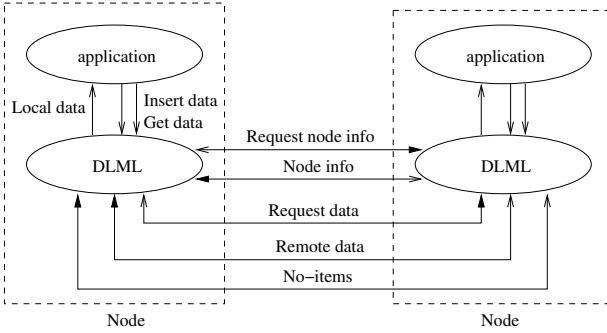 application
application
Local data
Insert data
Get data
Request node info
DLML
DLML
Node info
Request data
Remote data
No−items
Node
Node